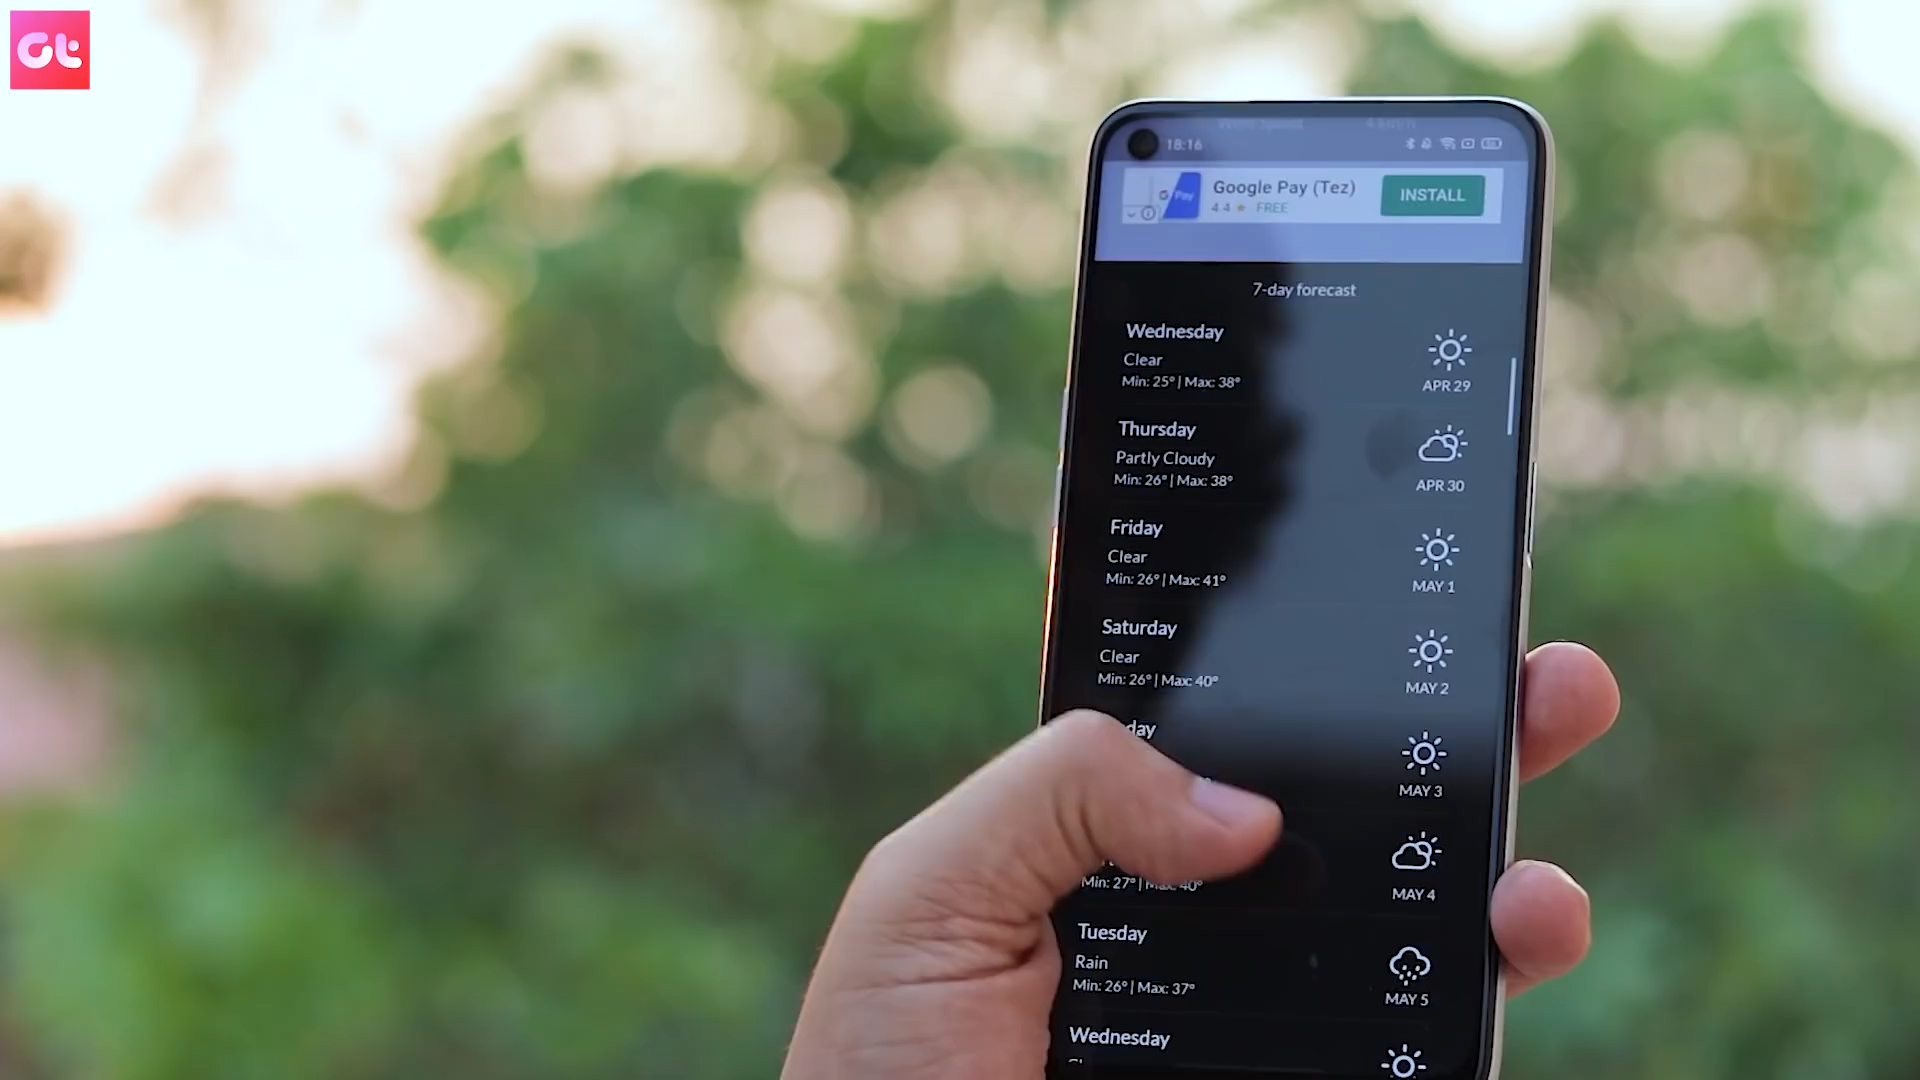 Gt
18:16
Google Pay (Tez)
INSTALL
Pay
4.4 ★ FREE
7-day forecast
Wednesday
Clear
Min: 25° | Max: 38°
APR 29
Thursday
Partly Cloudy
Min: 26° | Max: 38°
APR 30
Friday
Clear
Min: 26° | Max: 41°
MAY 1
Saturday
Clear
Min: 26° | Max: 40°
MAY 2
day
MAY 3
Min: 27° | Max: 40°
MAY 4
Tuesday
Rain
Min: 26° | Max: 37°
MAY 5
Wednesday